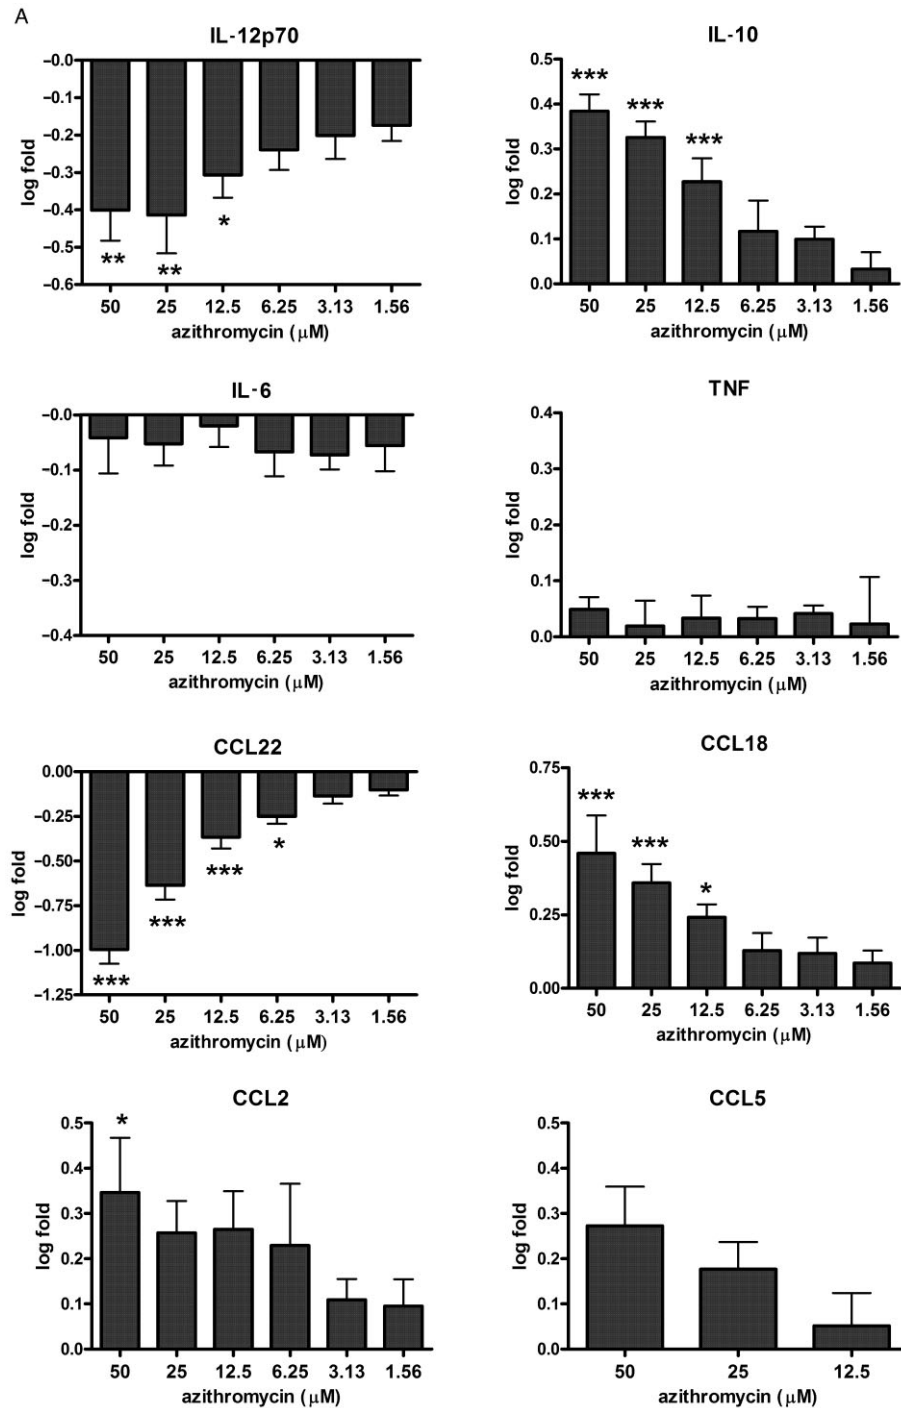 A
IL-12p70
log fold
−0.0
−0.1
−0.2
−0.3
−0.4
−0.5
−0.6
** ** *
50 25 12.5 6.25 3.13 1.56
azithromycin (μM)
IL-10
log fold
0.5
0.4
0.3
0.2
0.1
0.0
*** *** ***
50 25 12.5 6.25 3.13 1.56
azithromycin (μM)
IL-6
log fold
−0.0
−0.1
−0.2
−0.3
−0.4
50 25 12.5 6.25 3.13 1.56
azithromycin (μM)
TNF
log fold
0.4
0.3
0.2
0.1
0.0
50 25 12.5 6.25 3.13 1.56
azithromycin (μM)
CCL22
log fold
0.00
−0.25
−0.50
−0.75
−1.00
−1.25
*** *** *** *
50 25 12.5 6.25 3.13 1.56
azithromycin (μM)
CCL18
log fold
0.75
0.50
0.25
0.00
*** *** *
50 25 12.5 6.25 3.13 1.56
azithromycin (μM)
CCL2
log fold
0.5
0.4
0.3
0.2
0.1
0.0
*
50 25 12.5 6.25 3.13 1.56
azithromycin (μM)
CCL5
log fold
0.5
0.4
0.3
0.2
0.1
0.0
50 25 12.5
azithromycin (μM)